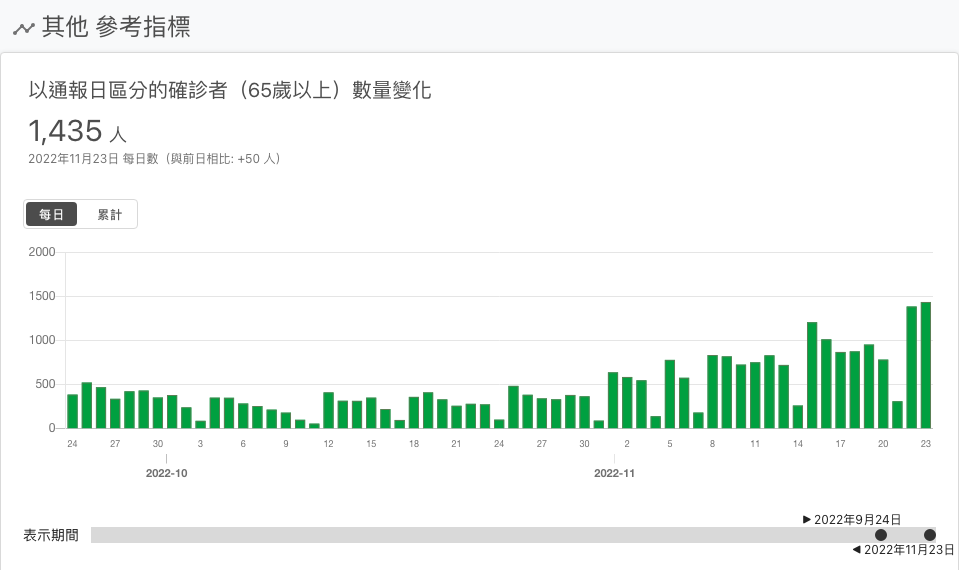 其他 參考指標
以通報日區分的確診者（65歲以上）數量變化
1,435 人
2022年11月23日 每日數（與前日相比: +50 人）
每日 累計
2000
1500
1000
500
0
24 27 30 3 6 9 12 15 18 21 24 27 30 2 5 8 11 14 17 20 23
2022-10 2022-11
▶ 2022年9月24日
表示期間
◀ 2022年11月23日